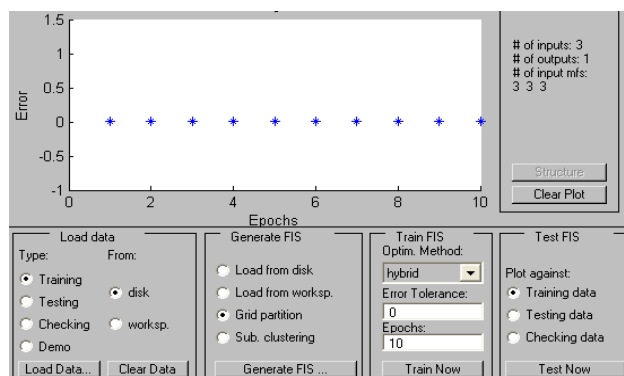 1.5
1
0.5
0
-0.5
-1
Error
0
2
4
6
8
10
Epochs
# of inputs: 3
# of outputs: 1
# of input mfs:
3 3 3
Structure
Clear Plot
Load data
Type:
From:
Training
Testing
Checking
Demo
disk
worksp.
Load Data...
Clear Data
Generate FIS
Load from disk
Load from worksp.
Grid partition
Sub. clustering
Generate FIS ...
Train FIS
Optim. Method:
hybrid
Error Tolerance:
0
Epochs:
10
Train Now
Test FIS
Plot against:
Training data
Testing data
Checking data
Test Now